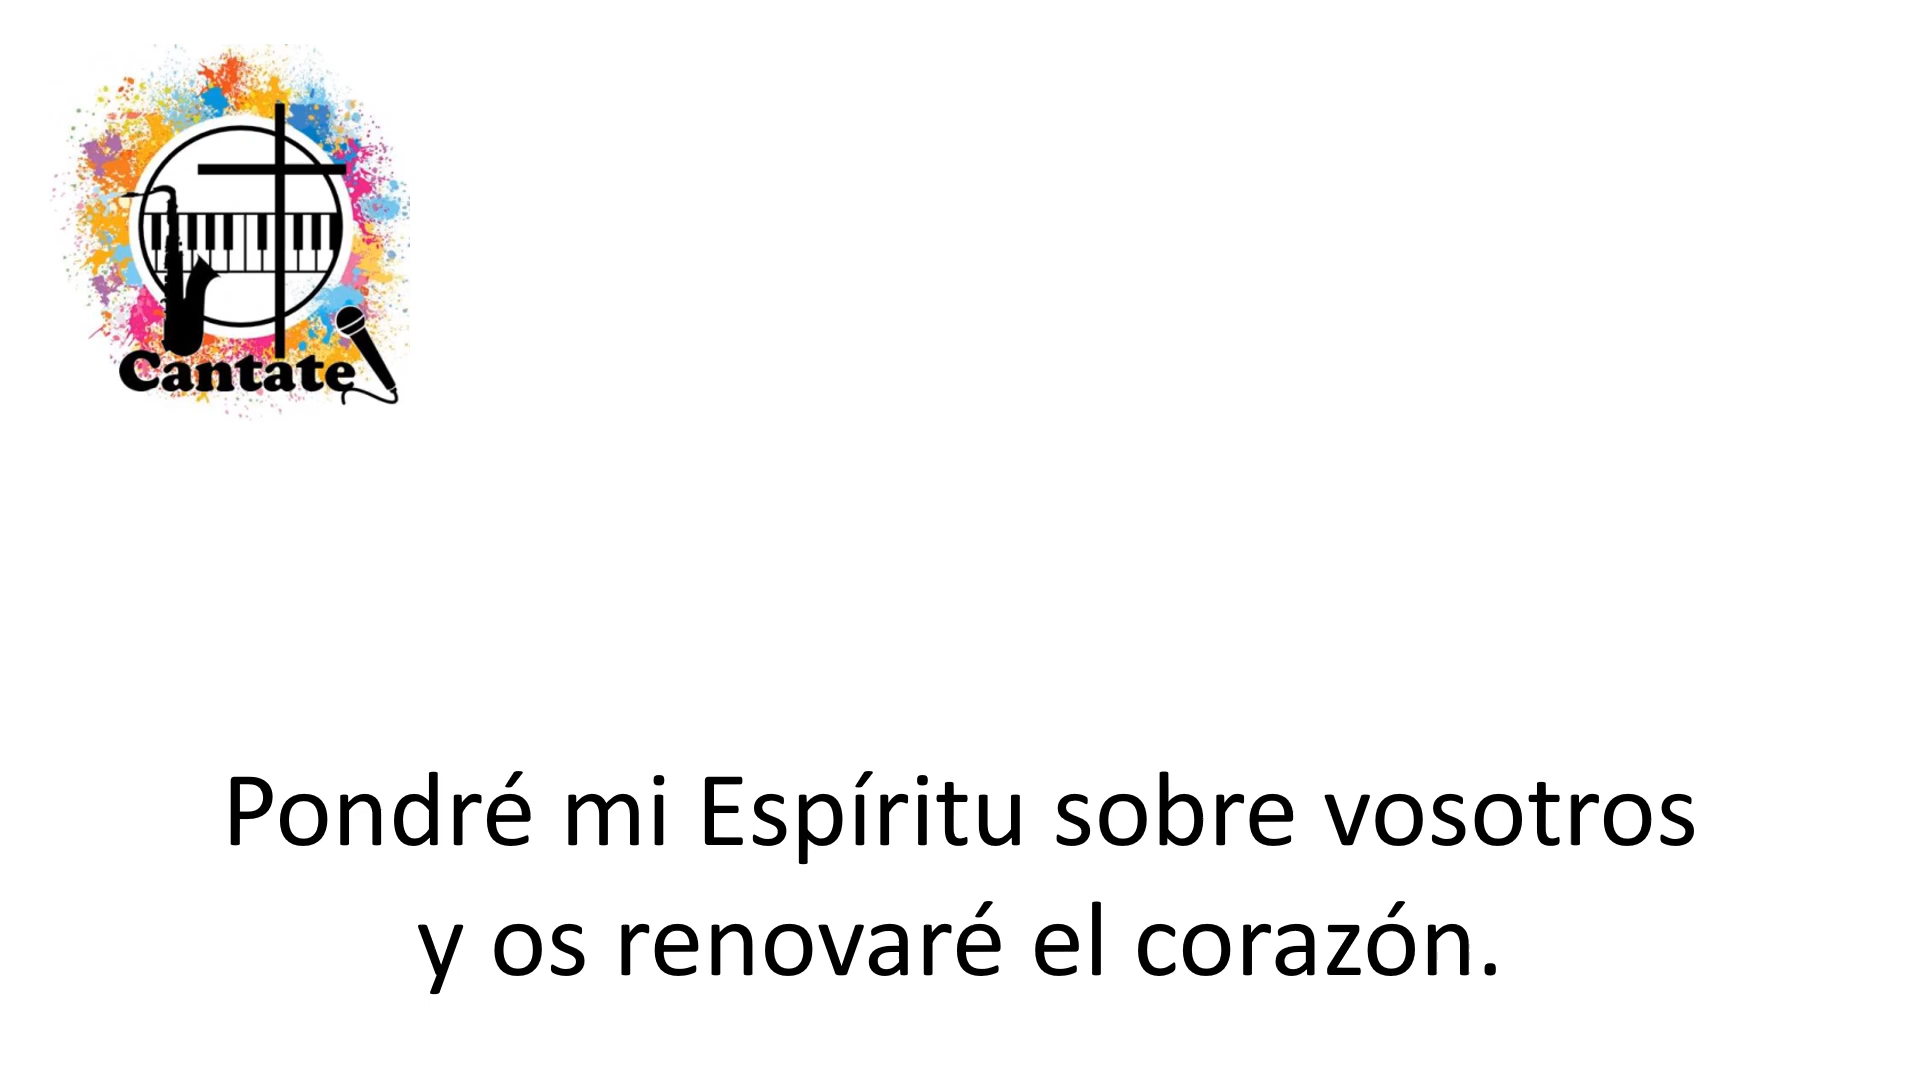 Cantate
Pondré mi Espíritu sobre vosotros
y os renovaré el corazón.